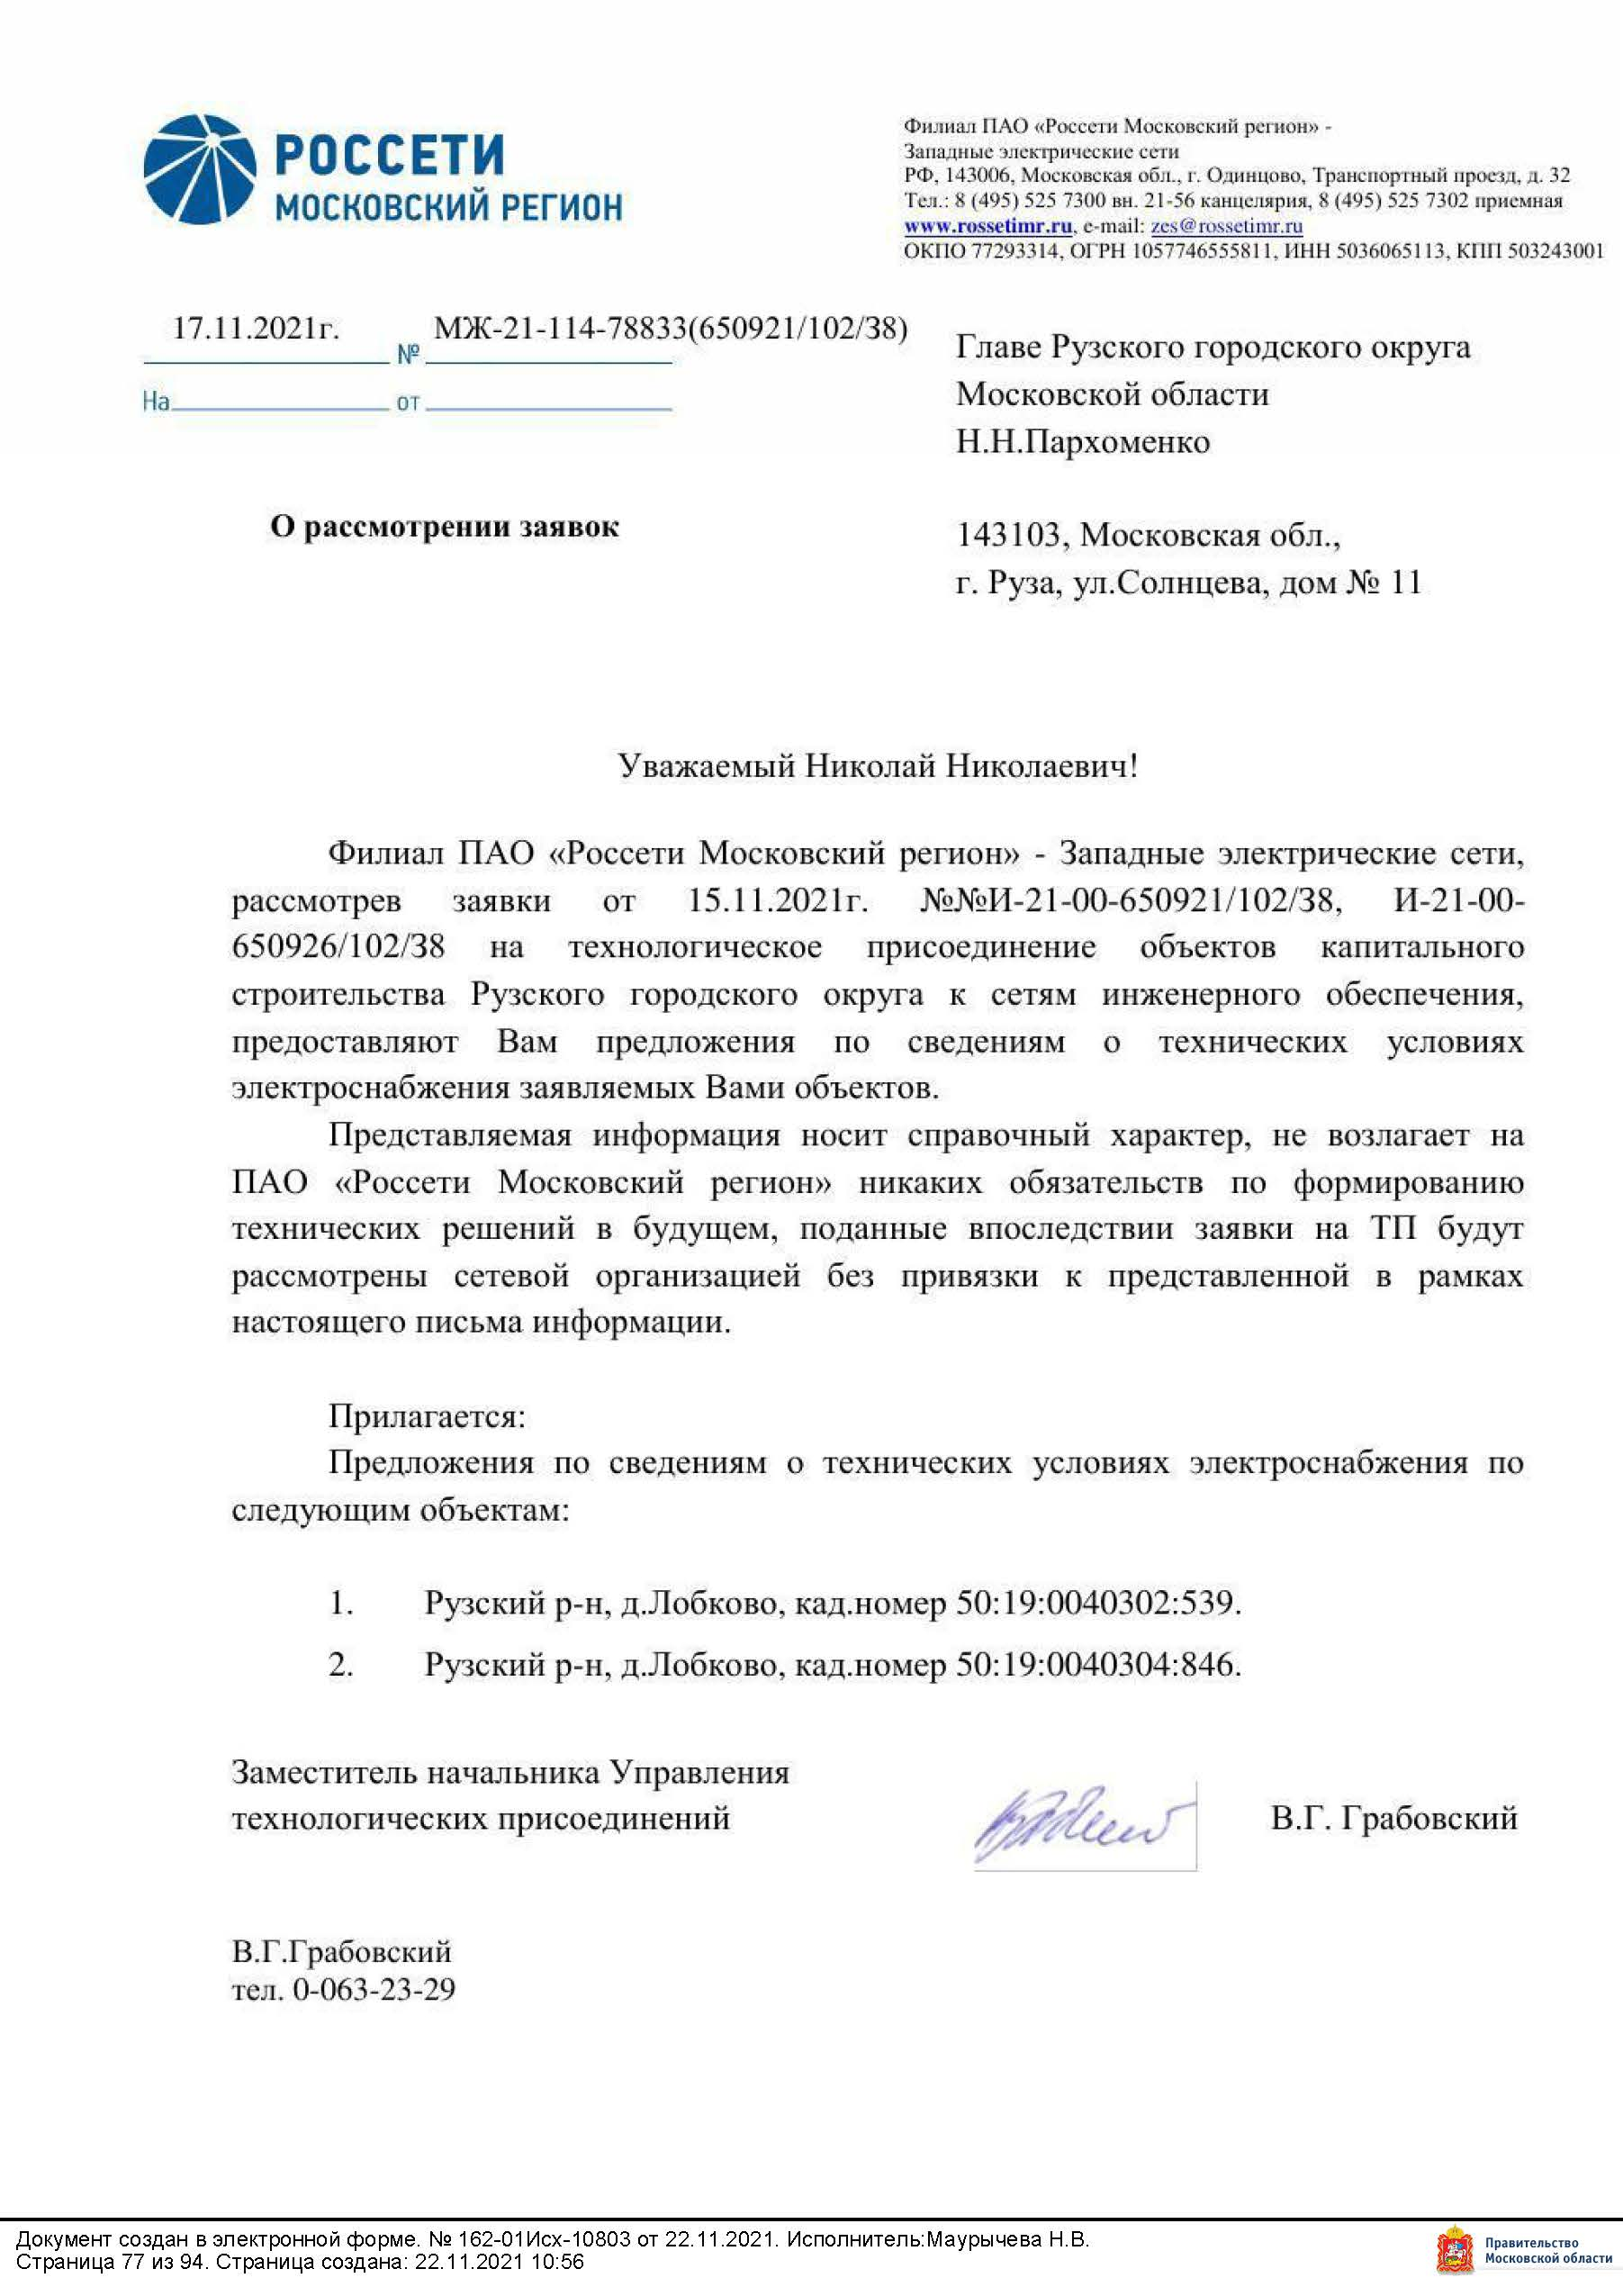 РОССЕТИ
МОСКОВСКИЙ РЕГИОН
Филиал ПАО «Россети Московский регион» -
Западные электрические сети
РФ, 143006, Московская обл., г. Одинцово, Транспортный проезд, д. 32
Тел.: 8 (495) 525 7300 вн. 21-56 канцелярия, 8 (495) 525 7302 приемная
www.rossetimr.ru, e-mail: zes@rossetimr.ru
ОКПО 77293314, ОГРН 1057746555811, ИНН 5036065113, КПП 503243001
17.11.2021г. № МЖ-21-114-78833(650921/102/З8)
На от
Главе Рузского городского округа
Московской области
Н.Н.Пархоменко
О рассмотрении заявок
143103, Московская обл.,
г. Руза, ул.Солнцева, дом № 11
Уважаемый Николай Николаевич!
Филиал ПАО «Россети Московский регион» - Западные электрические сети,
рассмотрев заявки от 15.11.2021г. №№И-21-00-650921/102/З8, И-21-00-
650926/102/З8 на технологическое присоединение объектов капитального
строительства Рузского городского округа к сетям инженерного обеспечения,
предоставляют Вам предложения по сведениям о технических условиях
электроснабжения заявляемых Вами объектов.
Представляемая информация носит справочный характер, не возлагает на
ПАО «Россети Московский регион» никаких обязательств по формированию
технических решений в будущем, поданные впоследствии заявки на ТП будут
рассмотрены сетевой организацией без привязки к представленной в рамках
настоящего письма информации.
Прилагается:
Предложения по сведениям о технических условиях электроснабжения по
следующим объектам:
1. Рузский р-н, д.Лобково, кад.номер 50:19:0040302:539.
2. Рузский р-н, д.Лобково, кад.номер 50:19:0040304:846.
Заместитель начальника Управления
технологических присоединений
В.Г. Грабовский
В.Г.Грабовский
тел. 0-063-23-29
Документ создан в электронной форме. № 162-01Исх-10803 от 22.11.2021. Исполнитель:Маурычева Н.В.
Страница 77 из 94. Страница создана: 22.11.2021 10:56
Правительство
Московской области